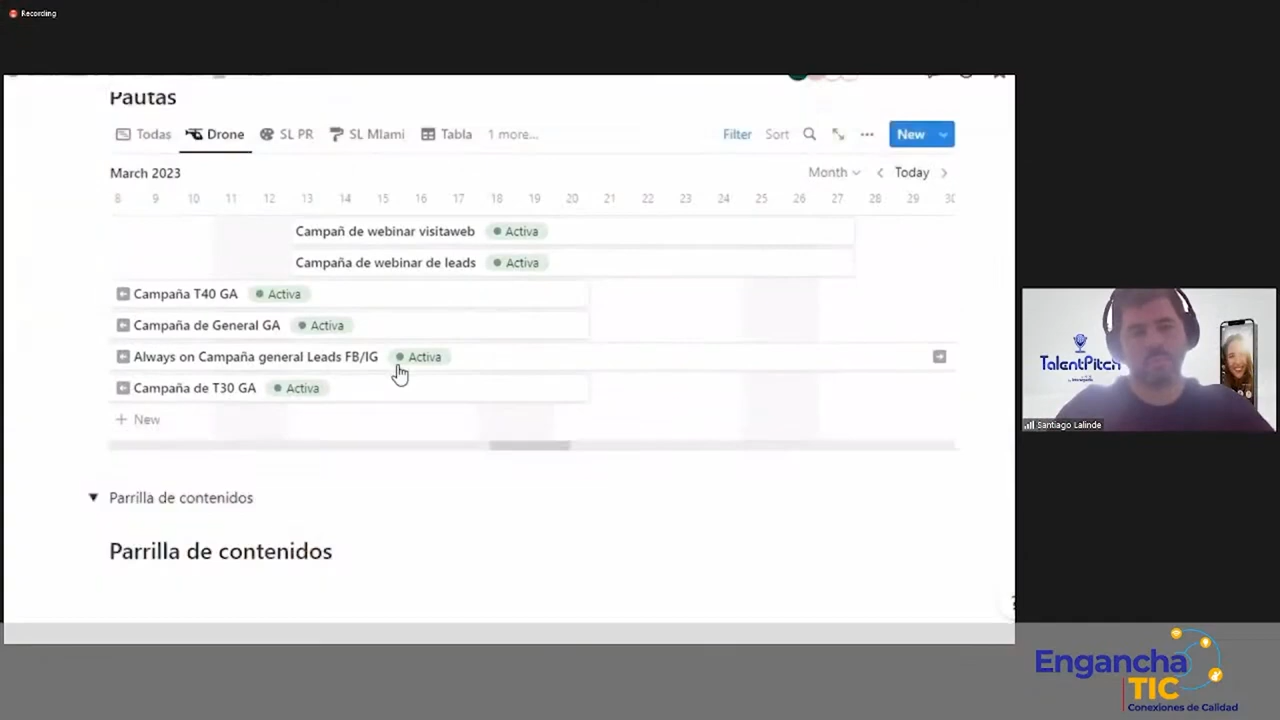 Recording
Pautas
Todas Drone SL PR SL MIami Tabla 1 more... Filter Sort New
March 2023 Month Today
8 9 10 11 12 13 14 15 16 17 18 19 20 21 22 23 24 25 26 27 28 29 30
Campañ de webinar visitaweb Activa
Campaña de webinar de leads Activa
Campaña T40 GA Activa
Campaña de General GA Activa
Always on Campaña general Leads FB/IG Activa
Campaña de T30 GA Activa
+ New
Parrilla de contenidos
Parrilla de contenidos
TalentPitch
Santiago Lalinde
Engancha
TIC
Conexiones de Calidad